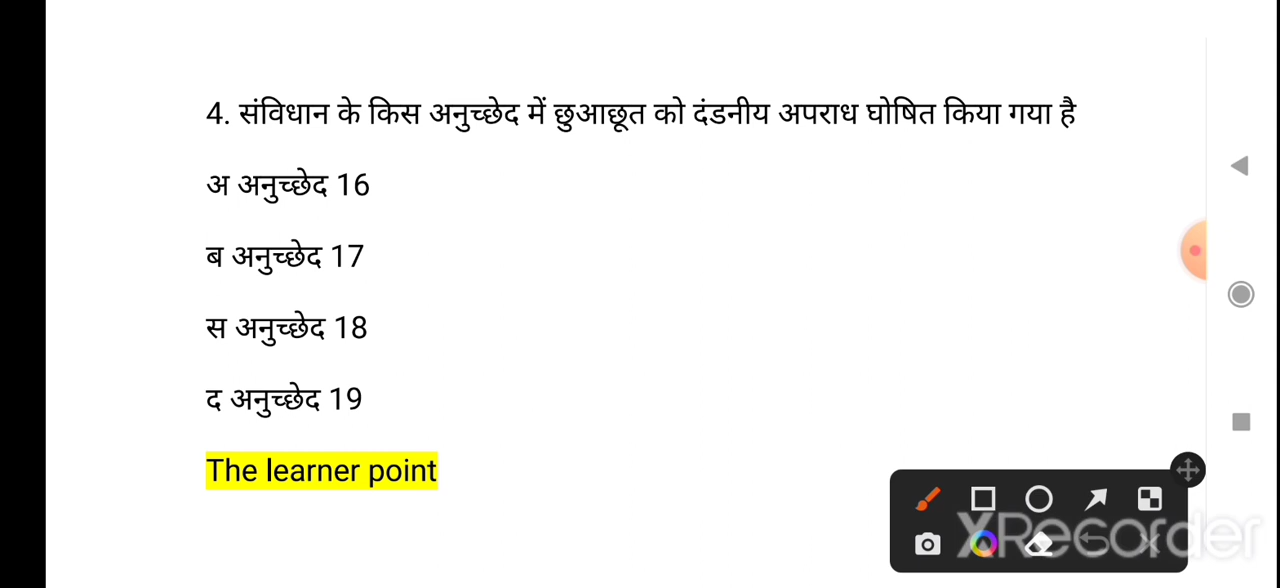 4. संविधान के किस अनुच्छेद में छुआछूत को दंडनीय अपराध घोषित किया गया है
अ अनुच्छेद 16
ब अनुच्छेद 17
स अनुच्छेद 18
द अनुच्छेद 19
The learner point
XRecorder